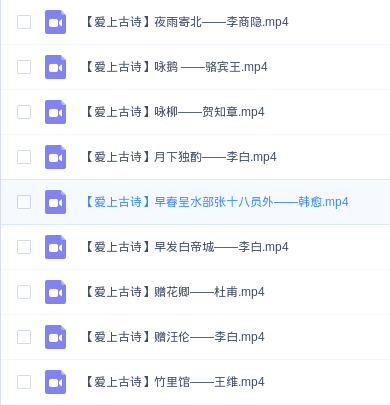 【爱上古诗】夜雨寄北——李商隐.mp4
【爱上古诗】咏鹅 ——骆宾王.mp4
【爱上古诗】咏柳——贺知章.mp4
【爱上古诗】月下独酌——李白.mp4
【爱上古诗】早春呈水部张十八员外——韩愈.mp4
【爱上古诗】早发白帝城——李白.mp4
【爱上古诗】赠花卿——杜甫.mp4
【爱上古诗】赠汪伦——李白.mp4
【爱上古诗】竹里馆——王维.mp4